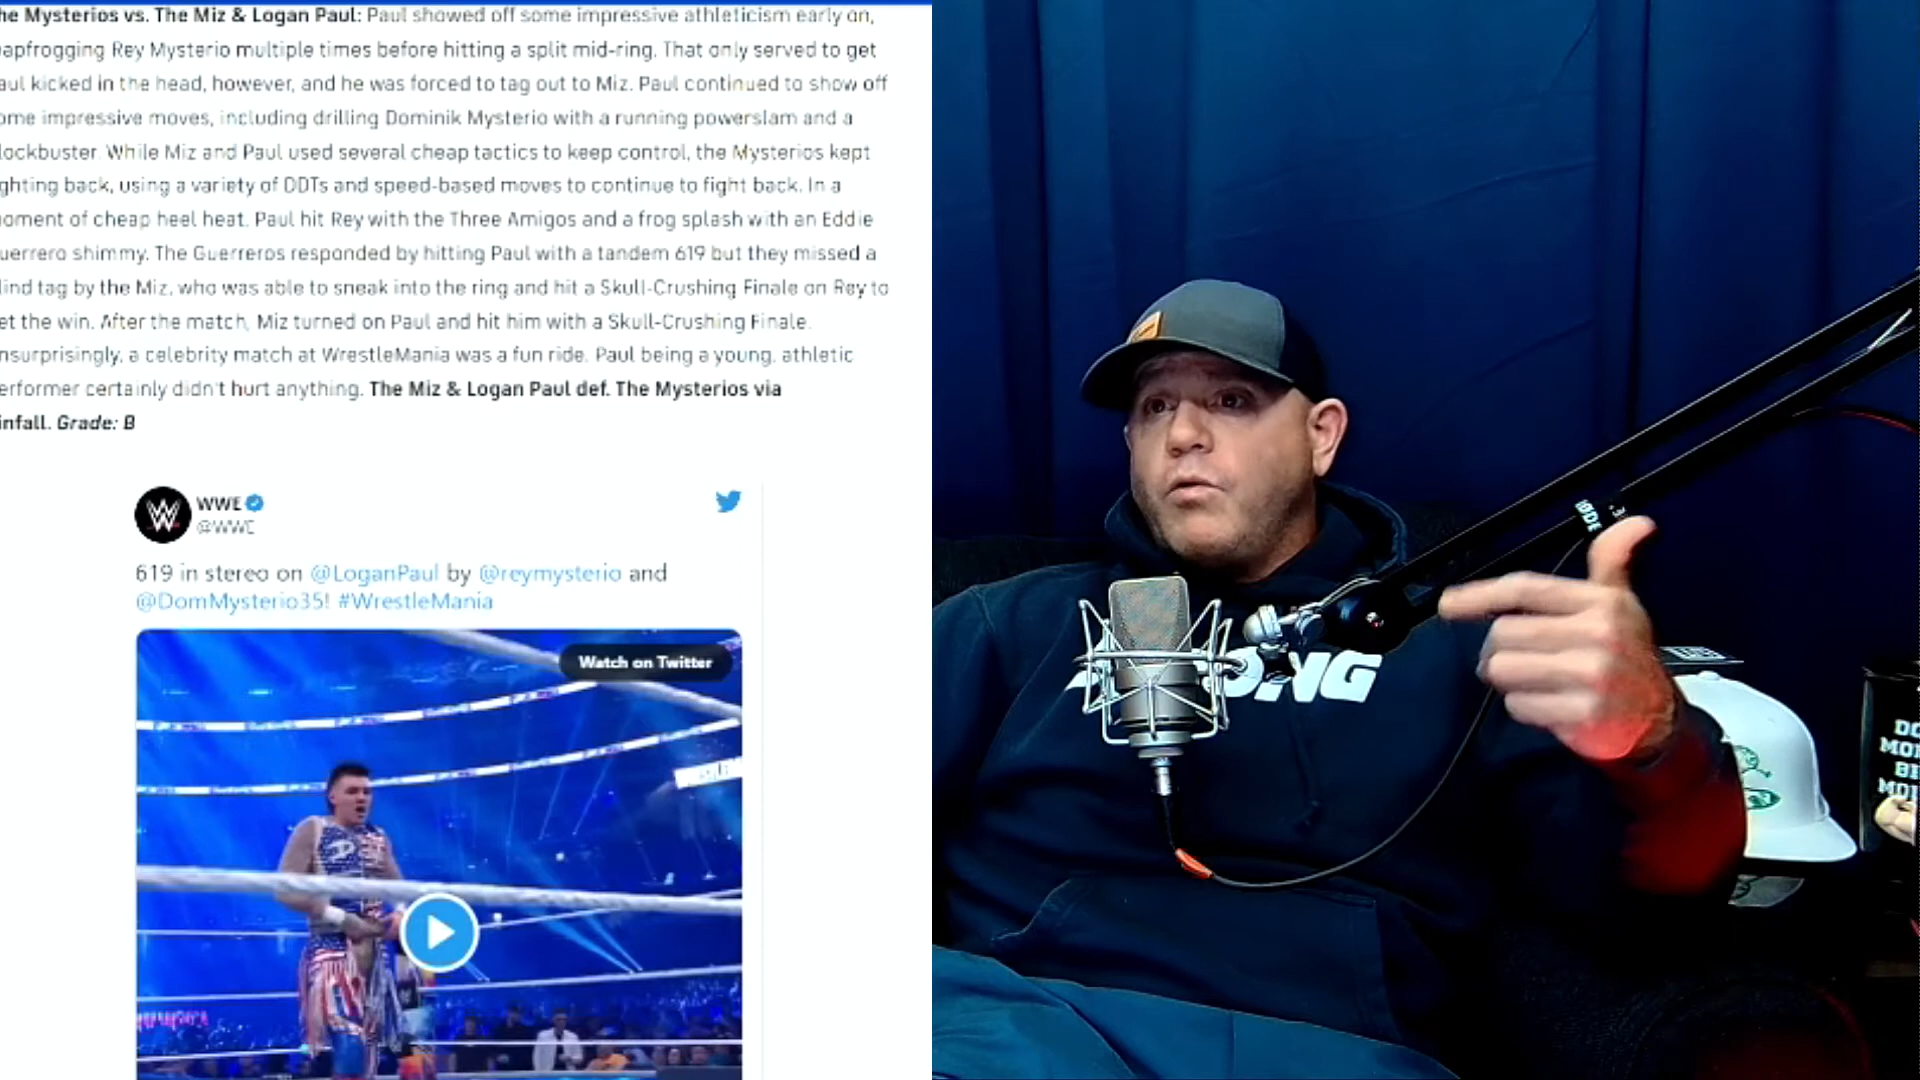 he Mysterios vs. The Miz & Logan Paul: Paul showed off some impressive athleticism early on,
apfrogging Rey Mysterio multiple times before hitting a split mid-ring. That only served to get
aul kicked in the head, however, and he was forced to tag out to Miz. Paul continued to show off
ome impressive moves, including drilling Dominik Mysterio with a running powerslam and a
lockbuster. While Miz and Paul used several cheap tactics to keep control, the Mysterios kept
ghting back, using a variety of DDTs and speed-based moves to continue to fight back. In a
oment of cheap heel heat, Paul hit Rey with the Three Amigos and a frog splash with an Eddie
uerrero shimmy. The Guerreros responded by hitting Paul with a tandem 619 but they missed a
lind tag by the Miz, who was able to sneak into the ring and hit a Skull-Crushing Finale on Rey to
et the win. After the match, Miz turned on Paul and hit him with a Skull-Crushing Finale.
nsurprisingly, a celebrity match at WrestleMania was a fun ride. Paul being a young, athletic
erformer certainly didn't hurt anything. The Miz & Logan Paul def. The Mysterios via
infall. Grade: B
WWE
@WWE
619 in stereo on @LoganPaul by @reymysterio and
@DomMysterio35! #WrestleMania
Watch on Twitter